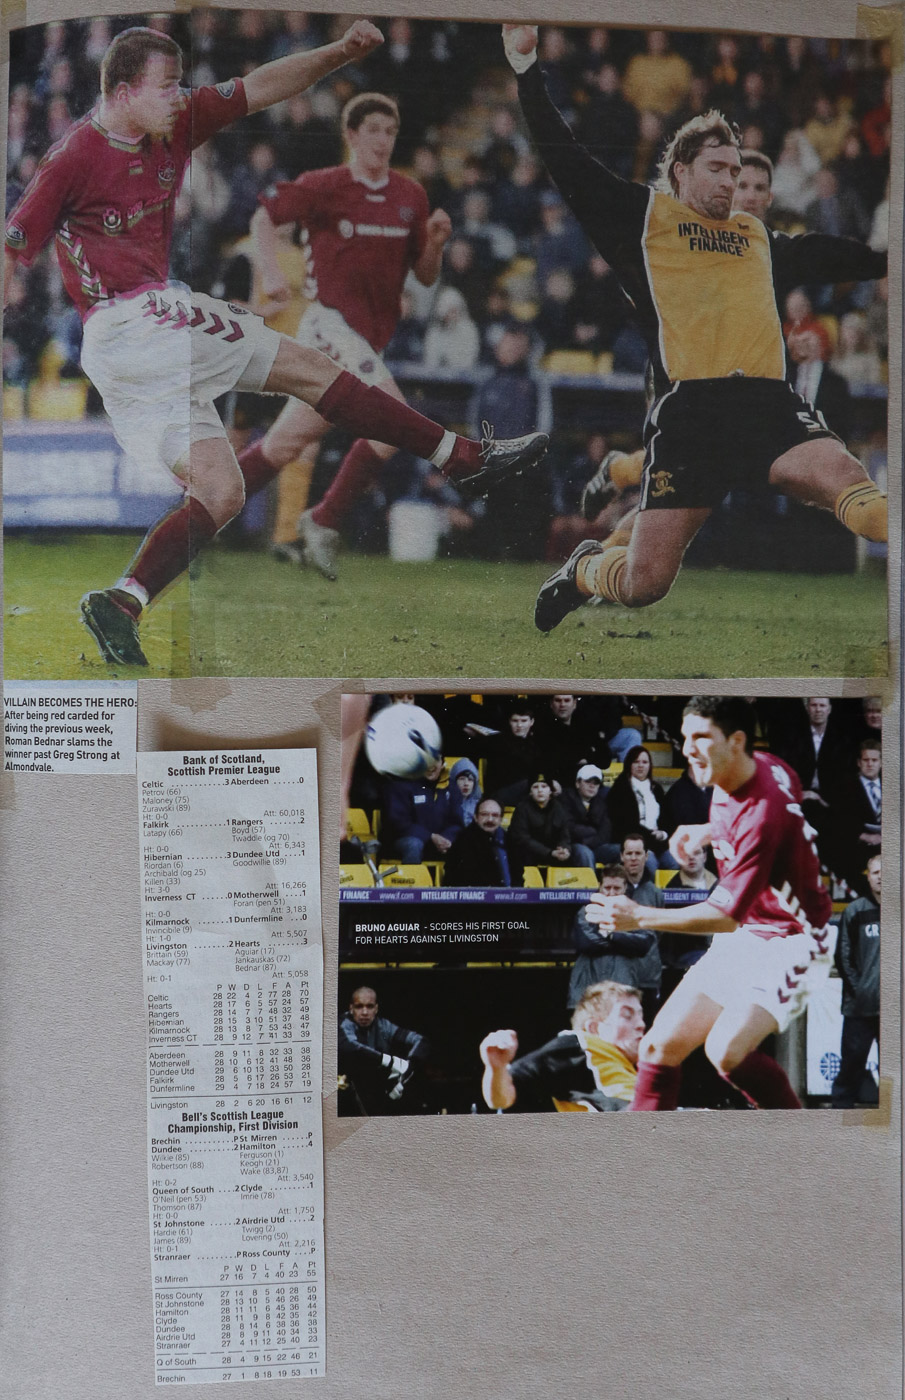 INTELLIGENT
FINANCE
VILLAIN BECOMES THE HERO:
After being red carded for
diving the previous week,
Roman Bednar slams the
winner past Greg Strong at
Almondvale.
Bank of Scotland,
Scottish Premier League
Celtic ..........3 Aberdeen ....0
Petrov (66)
Maloney (75)
Zurawski (89)
Ht: 0-0 Att: 60,018
Falkirk ..........1 Rangers ......2
Latapy (66) Boyd (57)
Twaddle (og 70)
Ht: 0-0 Att: 6,343
Hibernian ..........3 Dundee Utd ....1
Riordan (6) Goodwillie (89)
Archibald (og 25)
Killen (33)
Ht: 3-0 Att: 16,266
Inverness CT ....0 Motherwell ....1
Foran (pen 51)
Ht: 0-0 Att: 3,183
Kilmarnock ......1 Dunfermline ...0
Invincible (9)
Ht: 1-0 Att: 5,507
Livingston ......2 Hearts ......3
Brittain (59) Aguiar (17)
Mackay (77) Jankauskas (72)
Bednar (87)
Ht: 0-1 Att: 5,058
P W D L F A Pt
Celtic 28 22 4 2 77 28 70
Hearts 28 17 6 5 57 24 57
Rangers 28 14 7 7 52 32 49
Hibernian 28 15 3 10 51 37 48
Kilmarnock 28 13 8 7 53 43 47
Inverness CT 28 9 12 7 41 33 39
Aberdeen 28 9 11 8 32 33 38
Motherwell 28 10 6 12 41 48 36
Dundee Utd 29 6 10 13 33 50 28
Falkirk 28 5 6 17 26 53 21
Dunfermline 29 4 7 18 24 57 19
Livingston 28 2 6 20 16 61 12
Bell's Scottish League
Championship, First Division
Brechin ..........P St Mirren ......P
Dundee ..........2 Hamilton ......4
Wilkie (85) Ferguson (1)
Robertson (88) Keogh (21)
Wake (83,87)
Ht: 0-2 Att: 3,540
Queen of South ...2 Clyde ........1
O'Neil (pen 53) Imrie (78)
Thomson (87)
Ht: 0-0 Att: 1,750
St Johnstone ......2 Airdrie Utd .....2
Hardie (61) Twigg (2)
James (89) Lovering (50)
Ht: 0-1 Att: 2,216
Stranraer ..........P Ross County ....P
P W D L F A Pt
St Mirren 27 16 7 4 40 23 55
Ross County 27 14 8 5 40 28 50
St Johnstone 28 13 10 5 46 26 49
Hamilton 28 11 11 6 45 36 44
Clyde 28 11 9 8 42 35 42
Dundee 28 8 14 6 38 36 38
Airdrie Utd 28 8 9 11 40 34 33
Stranraer 27 4 11 12 25 40 23
Q of South 28 4 9 15 22 46 21
Brechin 27 1 8 18 19 53 11
www.if.com INTELLIGENT FINANCE www.if.com INTELLIGENT FINANCE
BRUNO AGUIAR - SCORES HIS FIRST GOAL
FOR HEARTS AGAINST LIVINGSTON